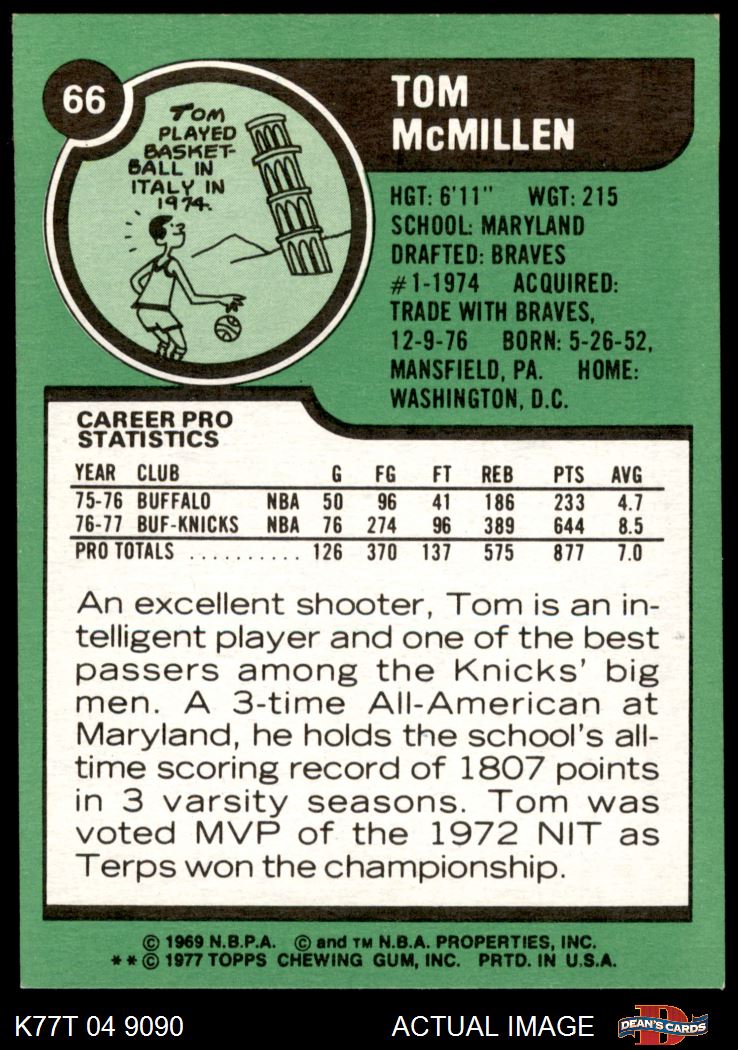 66
TOM
PLAYED
BASKET-
BALL IN
ITALY IN
1974.
TOM
McMILLEN
HGT: 6'11" WGT: 215
SCHOOL: MARYLAND
DRAFTED: BRAVES
#1-1974 ACQUIRED:
TRADE WITH BRAVES,
12-9-76 BORN: 5-26-52,
MANSFIELD, PA. HOME:
WASHINGTON, D.C.
CAREER PRO
STATISTICS
YEAR CLUB G FG FT REB PTS AVG
75-76 BUFFALO NBA 50 96 41 186 233 4.7
76-77 BUF-KNICKS NBA 76 274 96 389 644 8.5
PRO TOTALS .......... 126 370 137 575 877 7.0
An excellent shooter, Tom is an in-
telligent player and one of the best
passers among the Knicks' big
men. A 3-time All-American at
Maryland, he holds the school's all-
time scoring record of 1807 points
in 3 varsity seasons. Tom was
voted MVP of the 1972 NIT as
Terps won the championship.
© 1969 N.B.P.A. © and TM N.B.A. PROPERTIES, INC.
**© 1977 TOPPS CHEWING GUM, INC. PRTD. IN U.S.A.
K77T 04 9090 ACTUAL IMAGE D DEAN'S CARDS